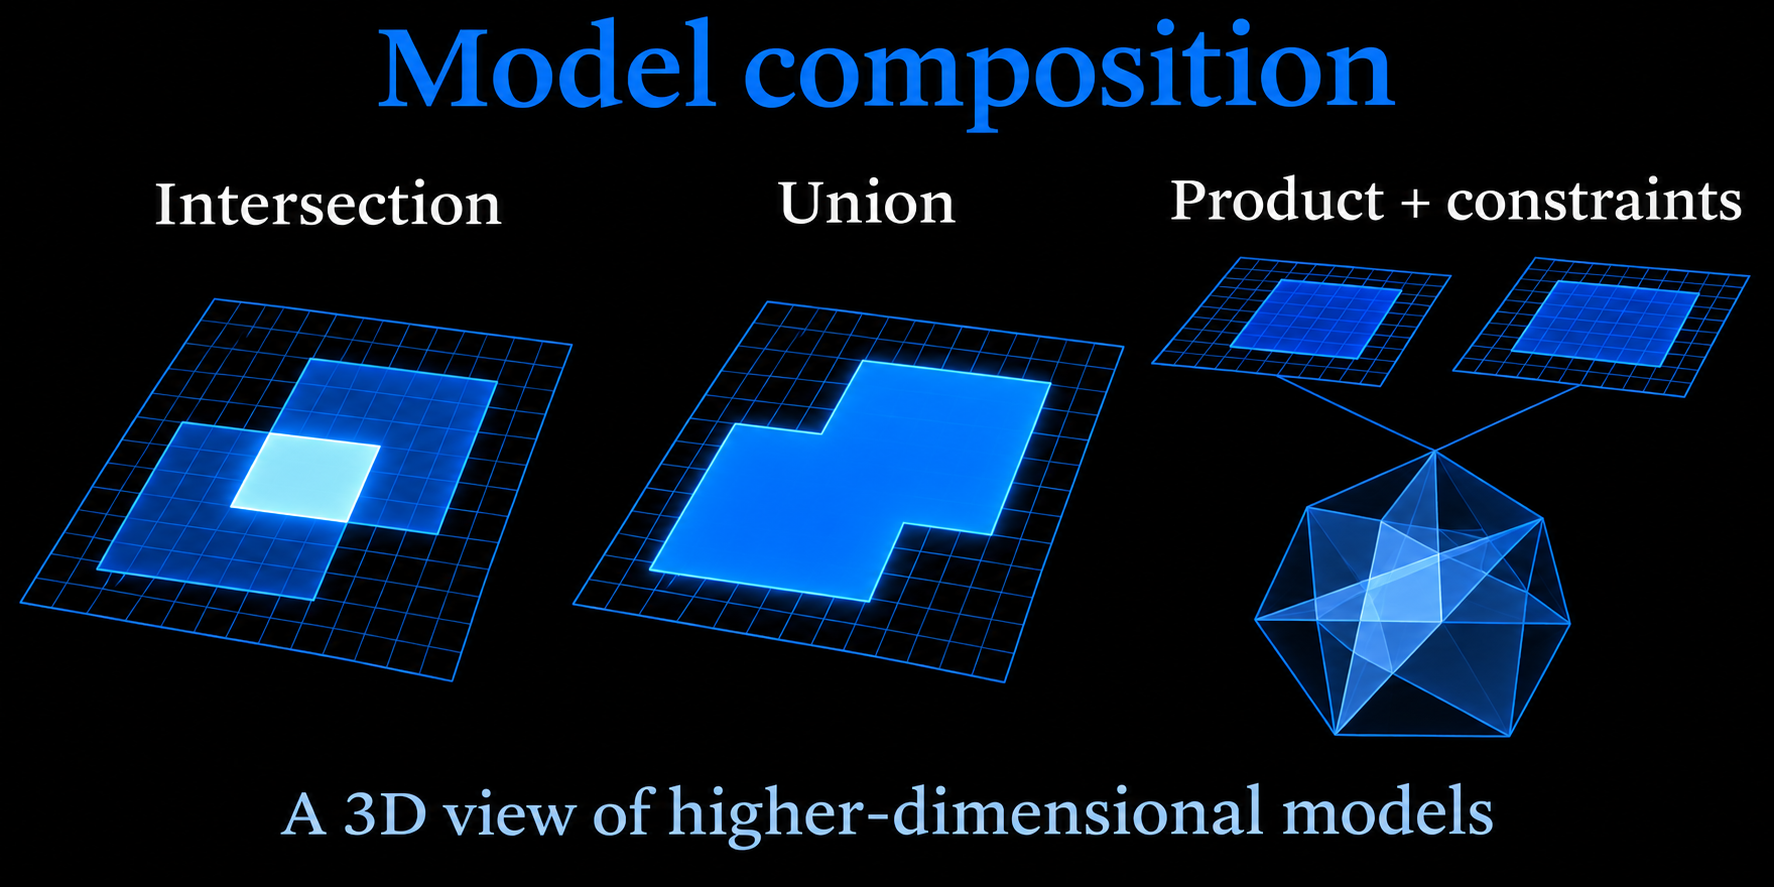 Model composition
Intersection
Union
Product + constraints
A 3D view of higher-dimensional models